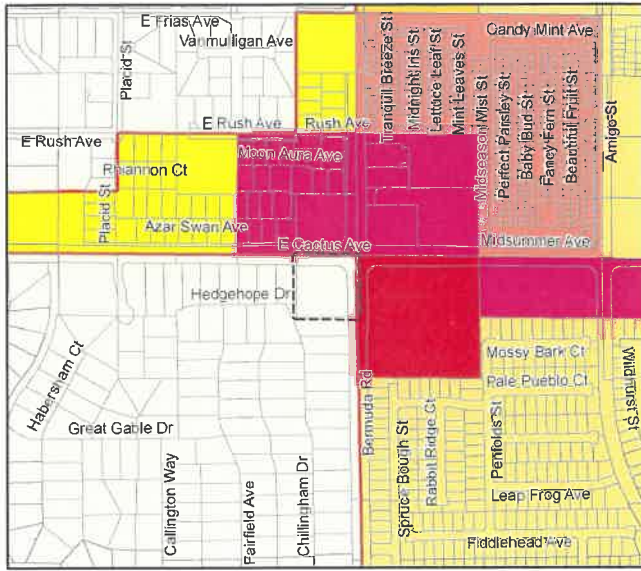 E Frias Ave
Vanmulligan Ave
Placid St
E Rush Ave
E Rush Ave
Rush Ave
Candy Mint Ave
Tranquil Breeze St
Midnight Iris St
Lettuce Leaf St
Mint Leaves St
Midseason Mist St
Perfect Parsley St
Baby Bud St
Fancy Fern St
Beautiful Fruit St
Amigo St
Moon Aura Ave
Rhiannon Ct
Placid St
Azar Swan Ave
E Cactus Ave
Midsummer Ave
Hedgehope Dr
Habersham Ct
Great Gable Dr
Callington Way
Fairfield Ave
Chillingham Dr
Bermuda Rd
Spruce Bough St
Rabbit Ridge Ct
Penfolds St
Mossy Bark Ct
Pale Pueblo Ct
Wildhurst St
Leap Frog Ave
Fiddlehead Ave